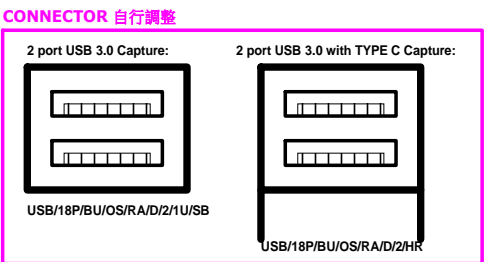 CONNECTOR 自行調整
2 port USB 3.0 Capture:
2 port USB 3.0 with TYPE C Capture:
USB/18P/BU/OS/RA/D/2/1U/SB
USB/18P/BU/OS/RA/D/2/HR